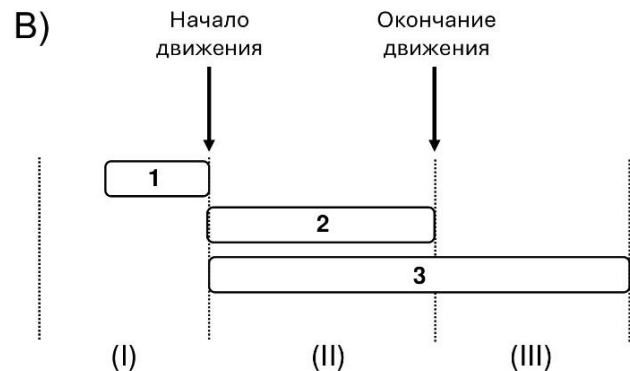 В)
Начало
движения
Окончание
движения
1
2
3
(I)
(II)
(III)